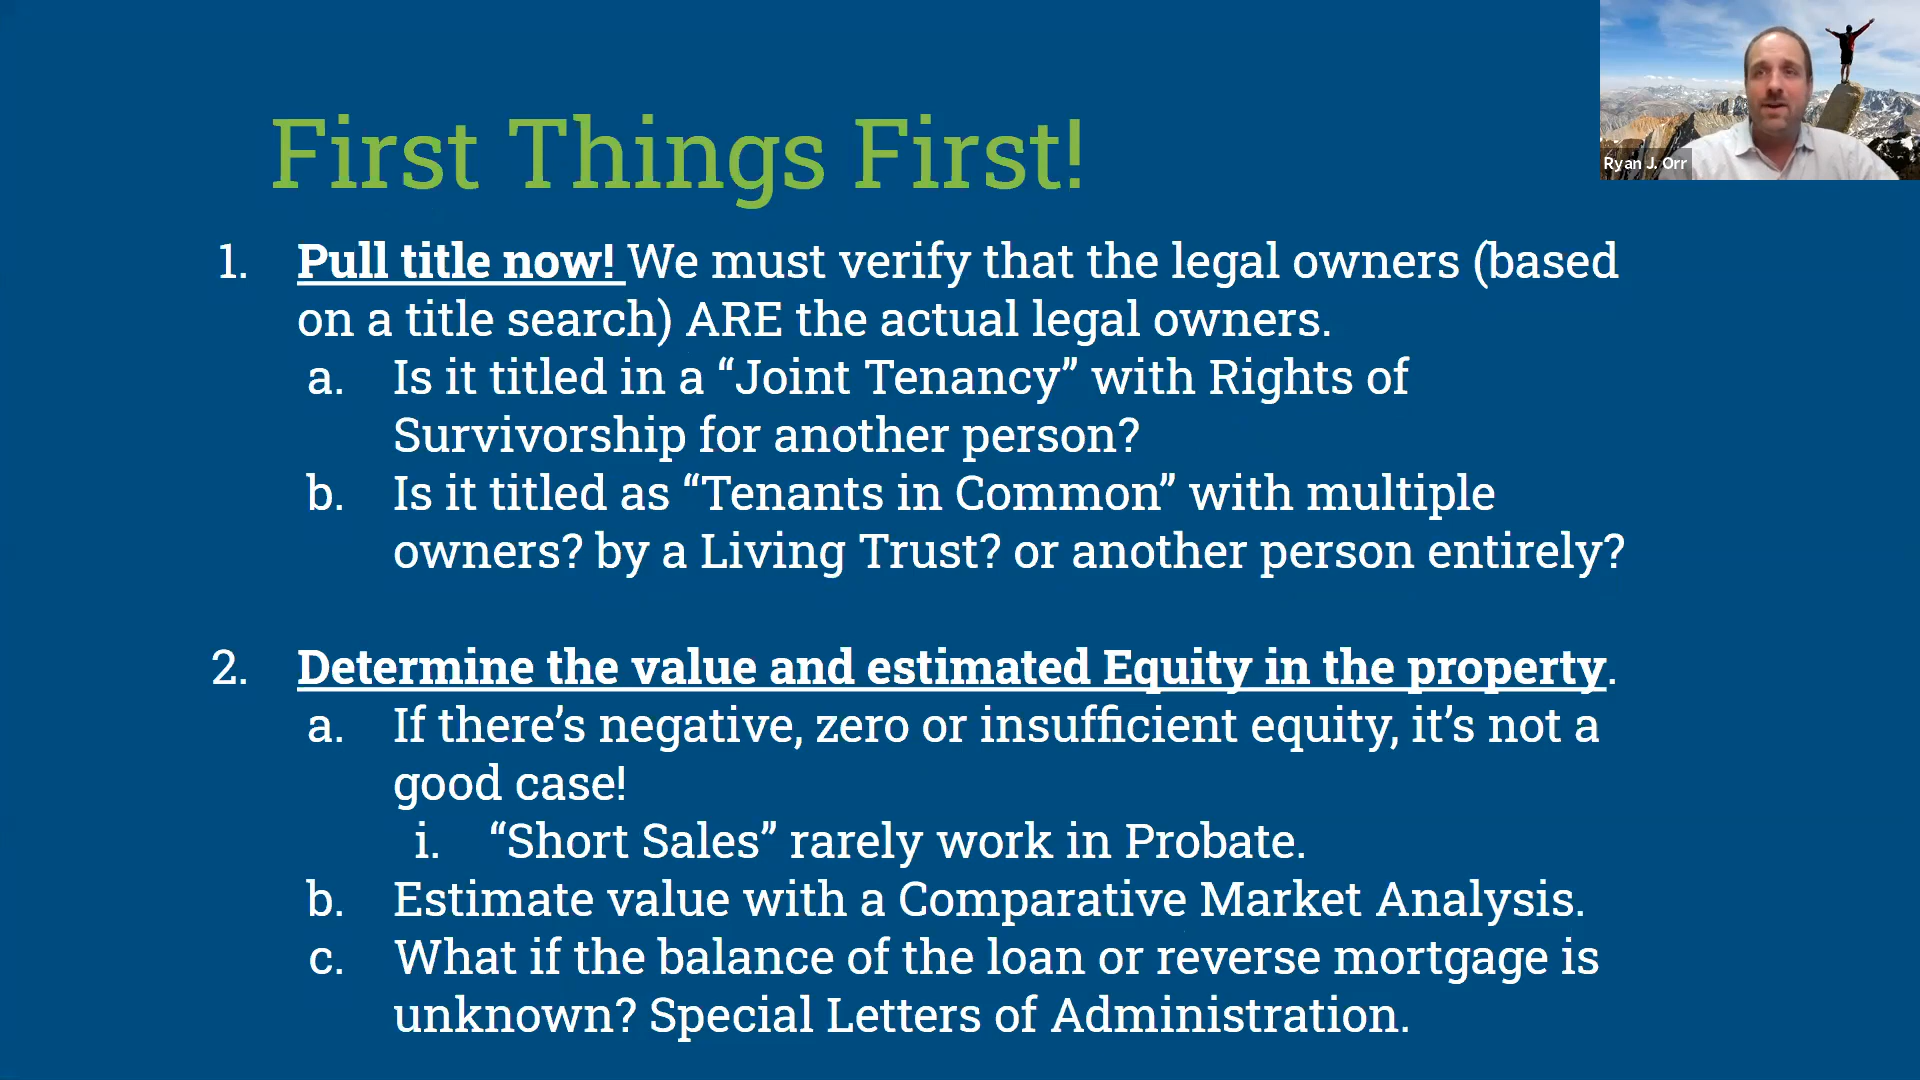 First Things First!
Ryan J. Orr
1. Pull title now! We must verify that the legal owners (based
on a title search) ARE the actual legal owners.
a. Is it titled in a “Joint Tenancy” with Rights of
Survivorship for another person?
b. Is it titled as “Tenants in Common” with multiple
owners? by a Living Trust? or another person entirely?
2. Determine the value and estimated Equity in the property.
a. If there’s negative, zero or insufficient equity, it’s not a
good case!
i. “Short Sales” rarely work in Probate.
b. Estimate value with a Comparative Market Analysis.
c. What if the balance of the loan or reverse mortgage is
unknown? Special Letters of Administration.